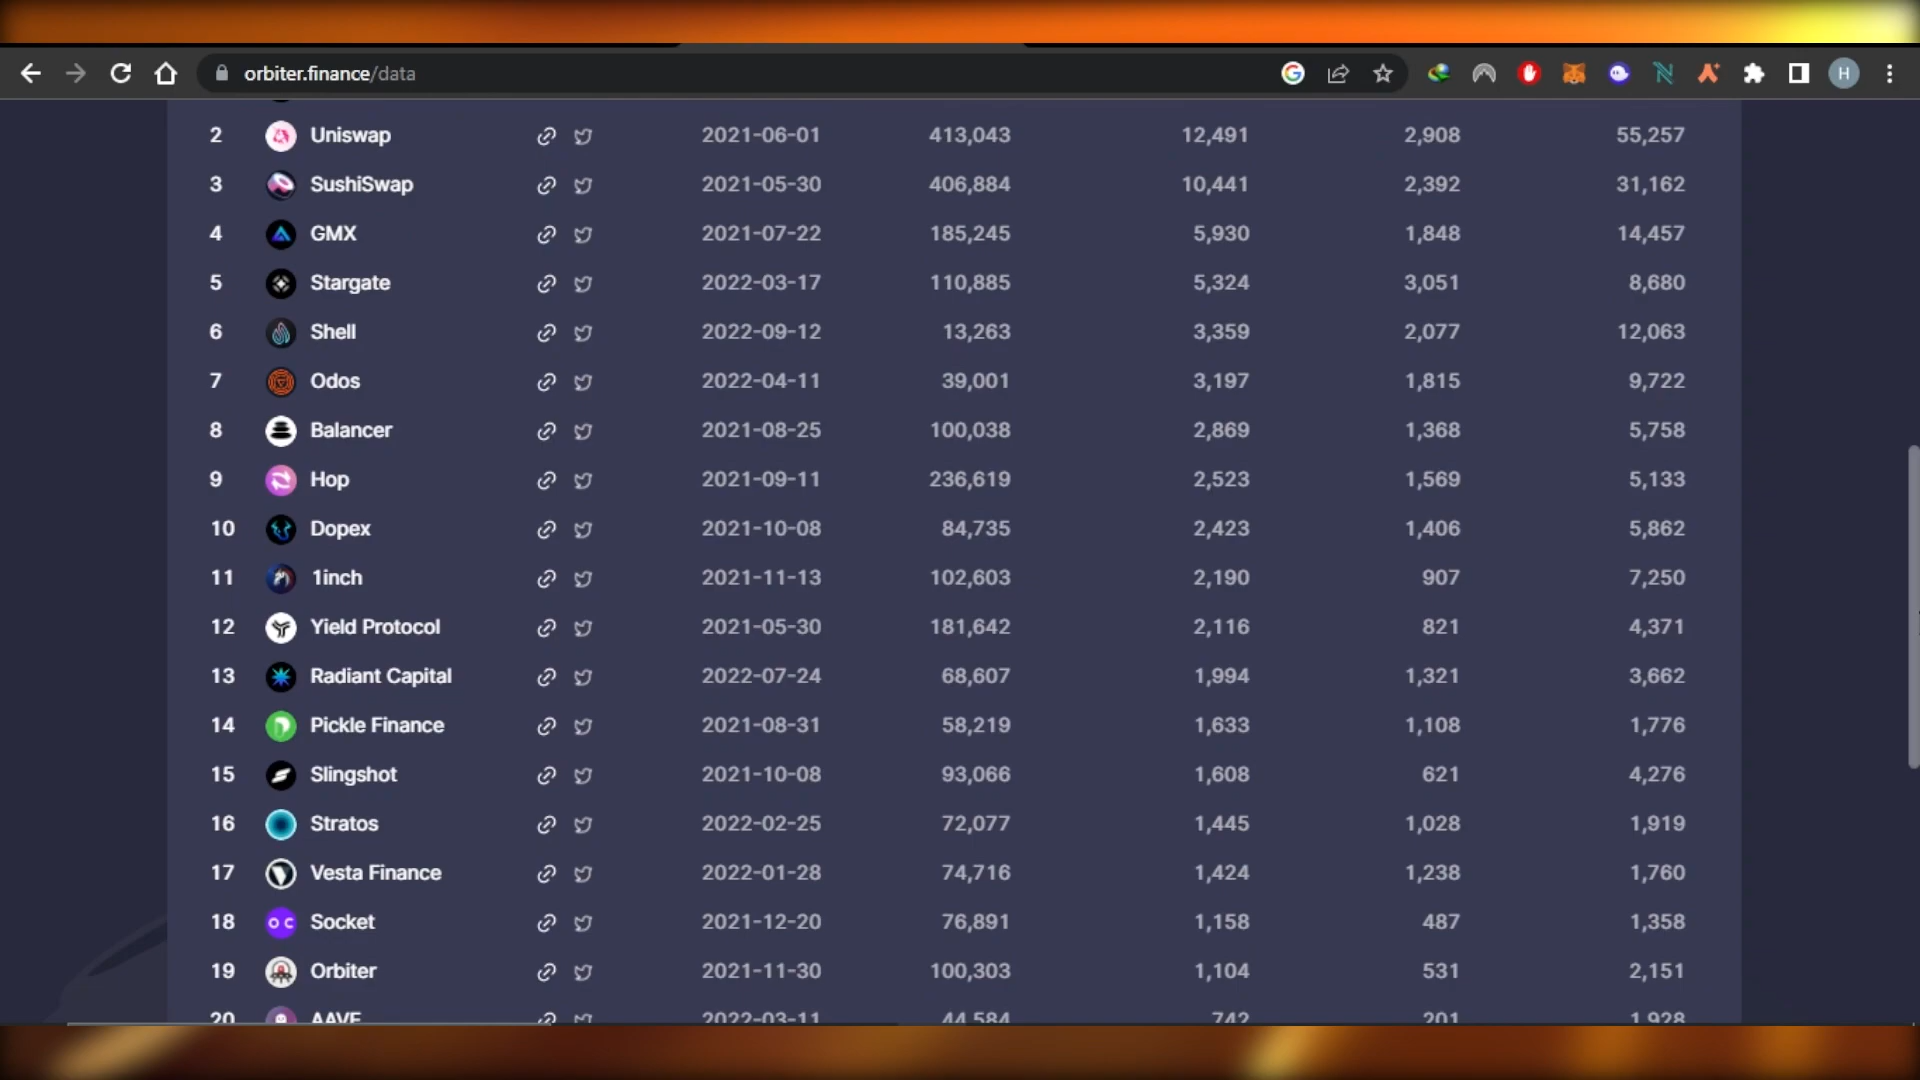 orbiter.finance/data
H
2 Uniswap 2021-06-01 413,043 12,491 2,908 55,257
3 SushiSwap 2021-05-30 406,884 10,441 2,392 31,162
4 GMX 2021-07-22 185,245 5,930 1,848 14,457
5 Stargate 2022-03-17 110,885 5,324 3,051 8,680
6 Shell 2022-09-12 13,263 3,359 2,077 12,063
7 Odos 2022-04-11 39,001 3,197 1,815 9,722
8 Balancer 2021-08-25 100,038 2,869 1,368 5,758
9 Hop 2021-09-11 236,619 2,523 1,569 5,133
10 Dopex 2021-10-08 84,735 2,423 1,406 5,862
11 1inch 2021-11-13 102,603 2,190 907 7,250
12 Yield Protocol 2021-05-30 181,642 2,116 821 4,371
13 Radiant Capital 2022-07-24 68,607 1,994 1,321 3,662
14 Pickle Finance 2021-08-31 58,219 1,633 1,108 1,776
15 Slingshot 2021-10-08 93,066 1,608 621 4,276
16 Stratos 2022-02-25 72,077 1,445 1,028 1,919
17 Vesta Finance 2022-01-28 74,716 1,424 1,238 1,760
18 Socket 2021-12-20 76,891 1,158 487 1,358
19 Orbiter 2021-11-30 100,303 1,104 531 2,151
20 AAVE 2022-03-11 44,584 742 201 1,928